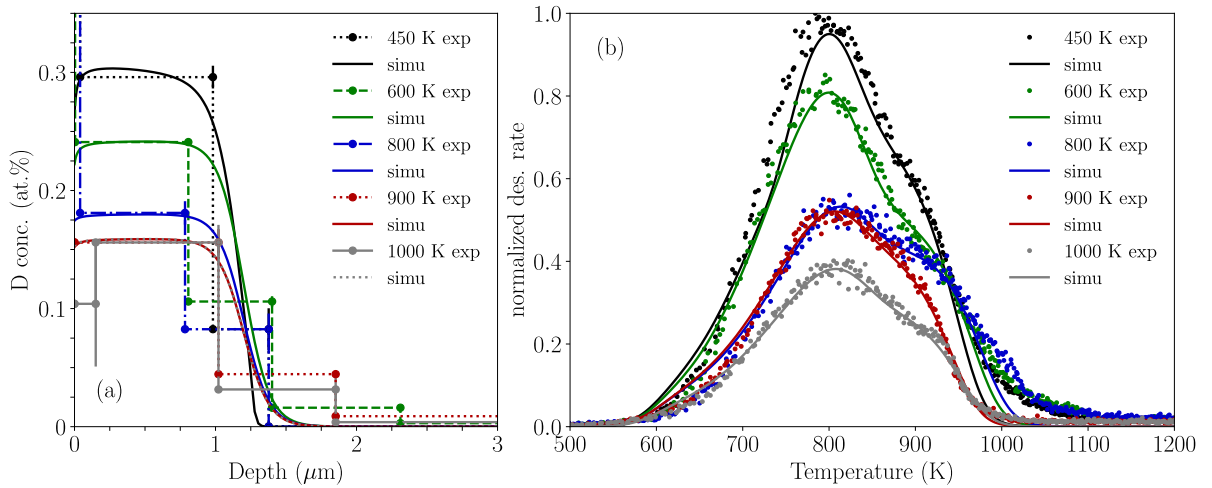 D conc. (at.%)
0.3
0.2
0.1
0
450 K exp
simu
600 K exp
simu
800 K exp
simu
900 K exp
simu
1000 K exp
simu
(a)
0
1
2
3
Depth (μm)
normalized des. rate
1.0
0.8
0.6
0.4
0.2
0.0
(b)
450 K exp
simu
600 K exp
simu
800 K exp
simu
900 K exp
simu
1000 K exp
simu
500
600
700
800
900
1000
1100
1200
Temperature (K)